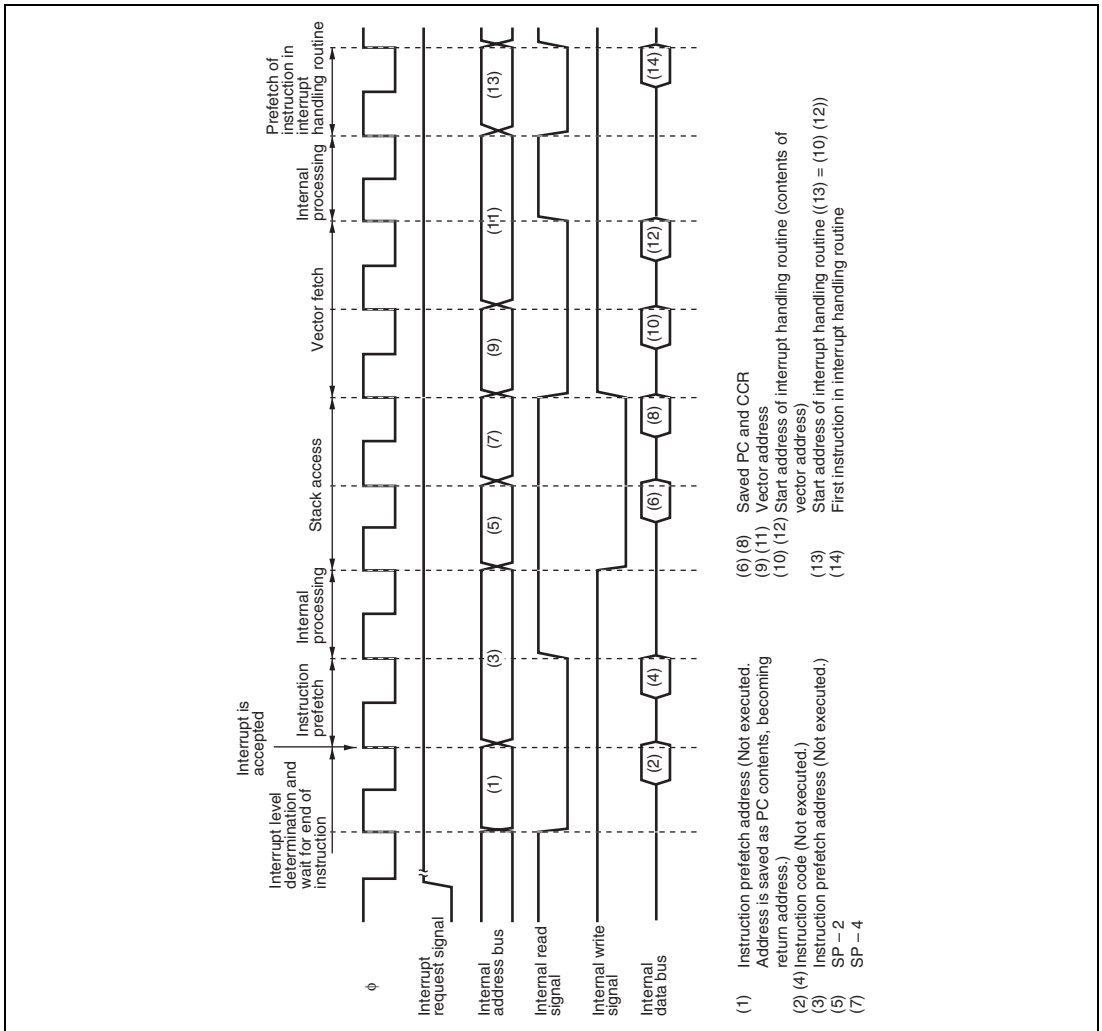 Interrupt is
accepted
Interrupt level
determination and
wait for end of
instruction
Instruction
prefetch
Internal
processing
Stack access
Vector fetch
Internal
processing
Prefetch of
instruction in
interrupt
handling routine
φ
Interrupt
request signal
Internal
address bus
(1)
(3)
(5)
(7)
(9)
(11)
(13)
Internal read
signal
Internal write
signal
Internal
data bus
(2)
(4)
(6)
(8)
(10)
(12)
(14)
(1) Instruction prefetch address (Not executed.
Address is saved as PC contents, becoming
return address.)
(2) (4) Instruction code (Not executed.)
(3) Instruction prefetch address (Not executed.)
(5) SP – 2
(7) SP – 4
(6) (8) Saved PC and CCR
(9) (11) Vector address
(10) (12) Start address of interrupt handling routine (contents of
vector address)
(13) Start address of interrupt handling routine ((13) = (10) (12))
(14) First instruction in interrupt handling routine